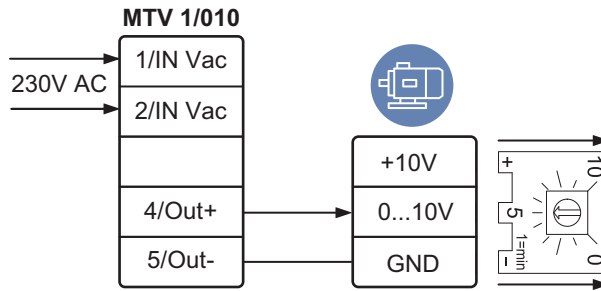 MTV 1/010
230V AC
1/IN Vac
2/IN Vac
4/Out+
5/Out-
+10V
0...10V
GND
+
5
-
1=min
10
0